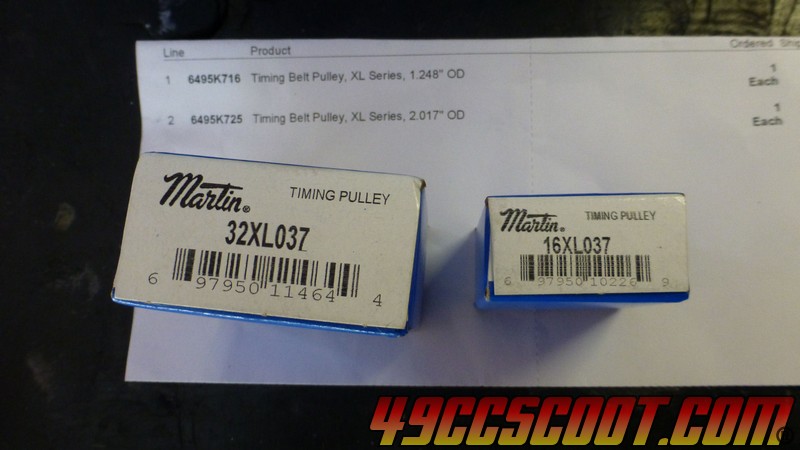 Line Product Ordered
1 6495K716 Timing Belt Pulley, XL Series, 1.248" OD 1
Each
2 6495K725 Timing Belt Pulley, XL Series, 2.017" OD 1
Each
Martin® TIMING PULLEY
32XL037
6 97950 11464 4
Martin® TIMING PULLEY
16XL037
6 97950 10226 9
49CCSCOOT.COM®